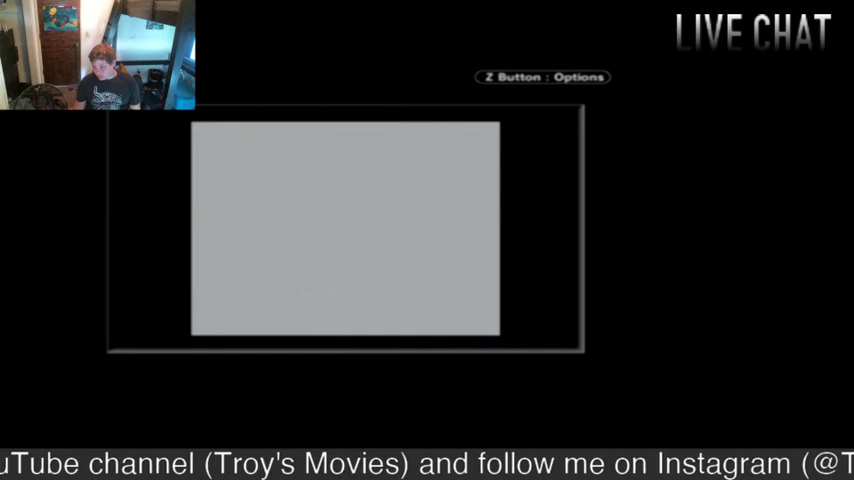 LIVE CHAT
Z Button : Options
uTube channel (Troy's Movies) and follow me on Instagram (@T